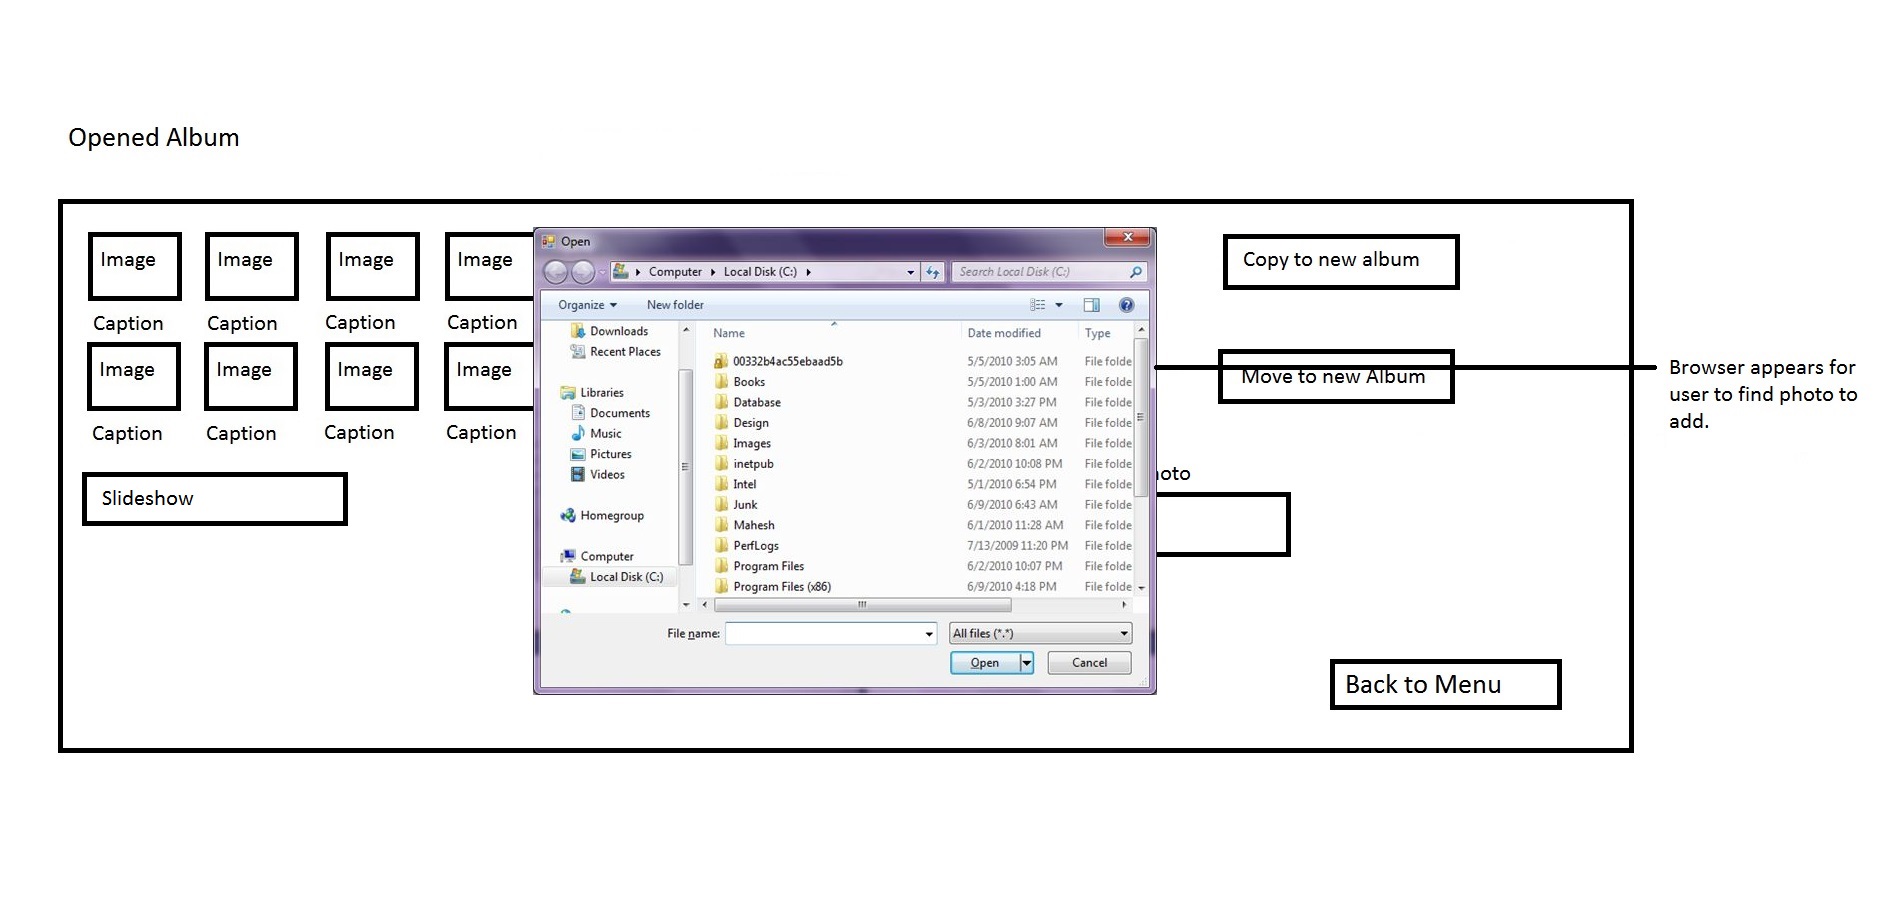 Opened Album
Image Image Image Image
Caption Caption Caption Caption
Image Image Image Image
Caption Caption Caption Caption
Slideshow
Open
Computer Local Disk (C:)
Search Local Disk (C:)
Organize New folder
Downloads
Recent Places
Libraries
Documents
Music
Pictures
Videos
Homegroup
Computer
Local Disk (C:)
Name Date modified Type
00332b4ac55ebaad5b 5/5/2010 3:05 AM File folde
Books 5/5/2010 1:00 AM File folde
Database 5/3/2010 3:27 PM File folde
Design 6/8/2010 9:07 AM File folde
Images 6/3/2010 8:01 AM File folde
inetpub 6/2/2010 10:08 PM File folde
Intel 5/1/2010 6:54 PM File folde
Junk 6/9/2010 6:43 AM File folde
Mahesh 6/1/2010 11:28 AM File folde
PerfLogs 7/13/2009 11:20 PM File folde
Program Files 6/2/2010 10:07 PM File folde
Program Files (x86) 6/9/2010 4:18 PM File folde
File name: All files (*.*)
Open Cancel
Copy to new album
Move to new Album
oto
Back to Menu
Browser appears for
user to find photo to
add.